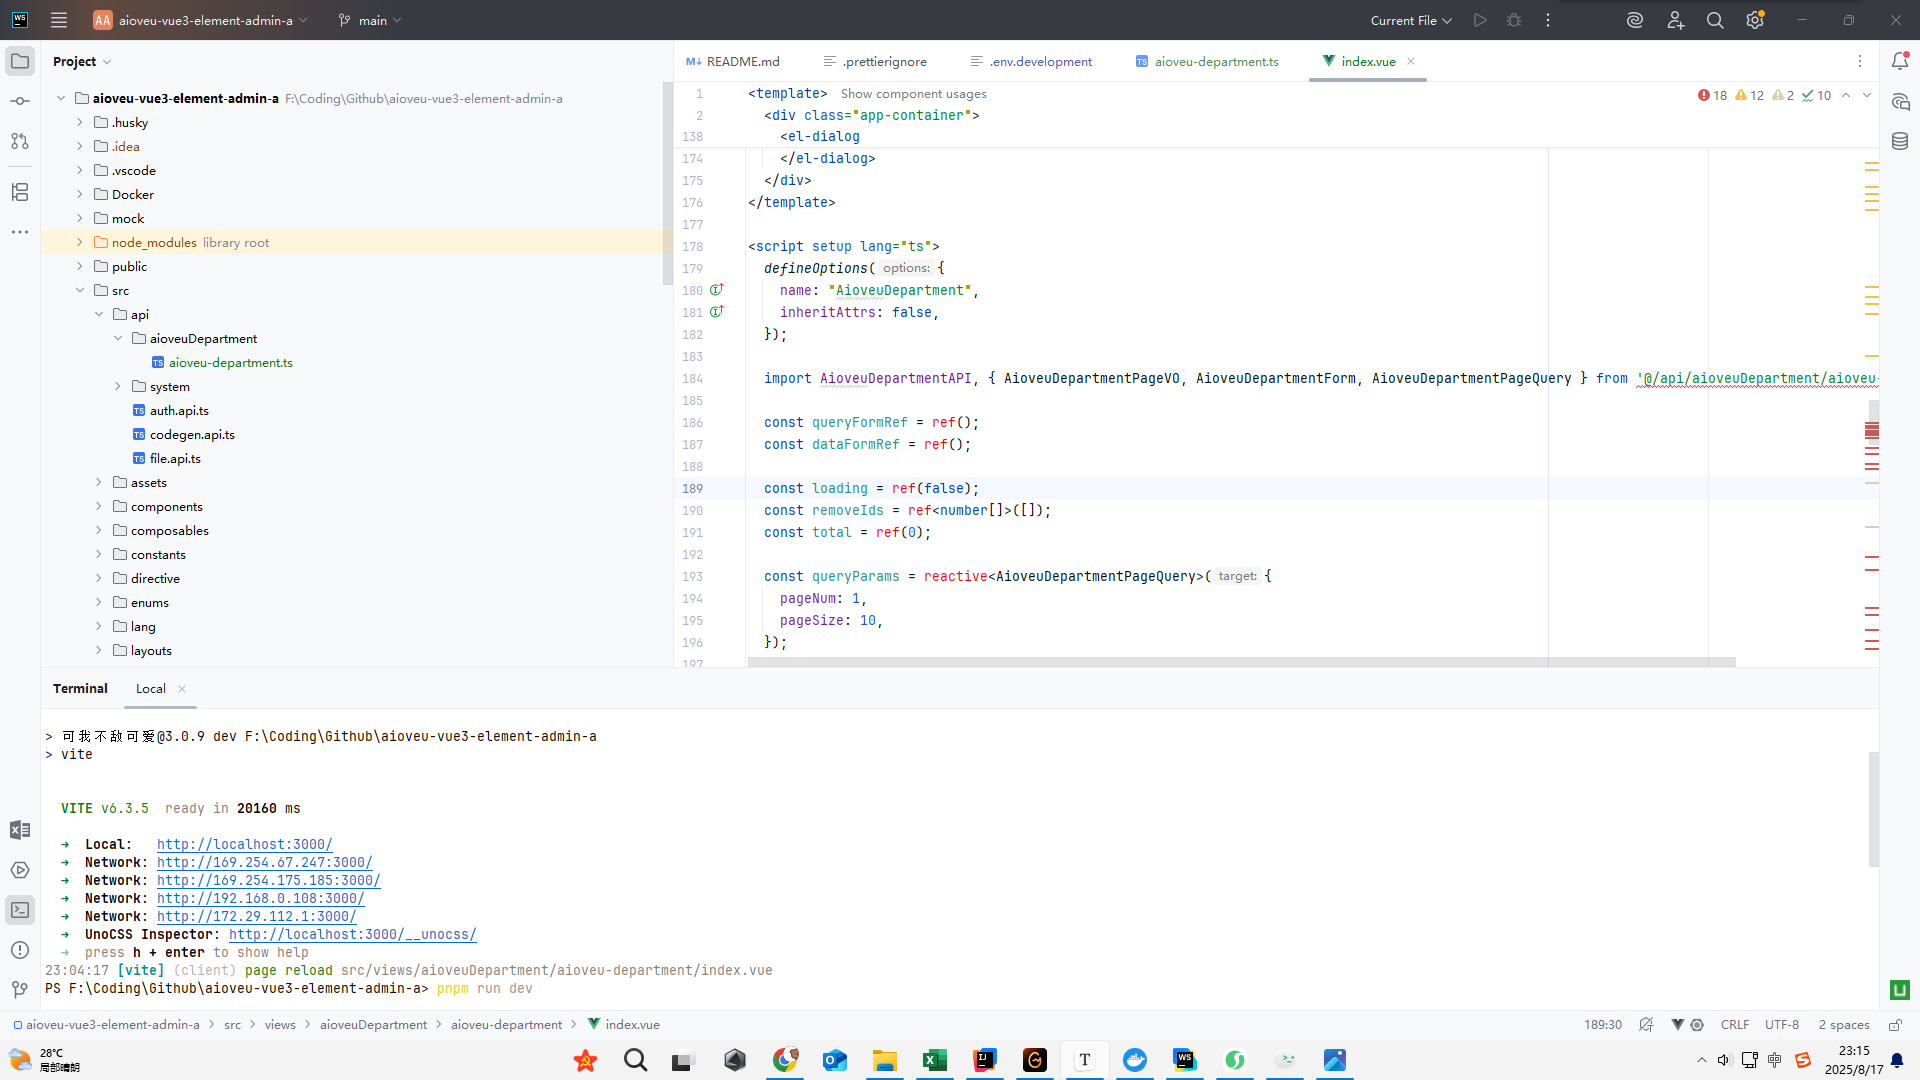 AA aioveu-vue3-element-admin-a main Current File
Project
aioveu-vue3-element-admin-a F:\Coding\Github\aioveu-vue3-element-admin-a
.husky
.idea
.vscode
Docker
mock
node_modules library root
public
src
api
aioveuDepartment
aioveu-department.ts
system
auth.api.ts
codegen.api.ts
file.api.ts
assets
components
composables
constants
directive
enums
lang
layouts
README.md .prettierignore .env.development aioveu-department.ts index.vue
18 12 2 10
1 <template> Show component usages
2 <div class="app-container">
138 <el-dialog
174 </el-dialog>
175 </div>
176 </template>
177
178 <script setup lang="ts">
179 defineOptions( options: {
180 name: "AioveuDepartment",
181 inheritAttrs: false,
182 });
183
184 import AioveuDepartmentAPI, { AioveuDepartmentPageVO, AioveuDepartmentForm, AioveuDepartmentPageQuery } from '@/api/aioveuDepartment/aioveu-
185
186 const queryFormRef = ref();
187 const dataFormRef = ref();
188
189 const loading = ref(false);
190 const removeIds = ref<number[]>([]);
191 const total = ref(0);
192
193 const queryParams = reactive<AioveuDepartmentPageQuery>( target: {
194 pageNum: 1,
195 pageSize: 10,
196 });
197
Terminal Local
> 可我不敌可爱@3.0.9 dev F:\Coding\Github\aioveu-vue3-element-admin-a
> vite
VITE v6.3.5 ready in 20160 ms
➜ Local: http://localhost:3000/
➜ Network: http://169.254.67.247:3000/
➜ Network: http://169.254.175.185:3000/
➜ Network: http://192.168.0.108:3000/
➜ Network: http://172.29.112.1:3000/
➜ UnoCSS Inspector: http://localhost:3000/__unocss/
➜ press h + enter to show help
23:04:17 [vite] (client) page reload src/views/aioveuDepartment/aioveu-department/index.vue
PS F:\Coding\Github\aioveu-vue3-element-admin-a> pnpm run dev
aioveu-vue3-element-admin-a > src > views > aioveuDepartment > aioveu-department > index.vue 189:30 CRLF UTF-8 2 spaces
28°C
局部晴朗
中
23:15
2025/8/17